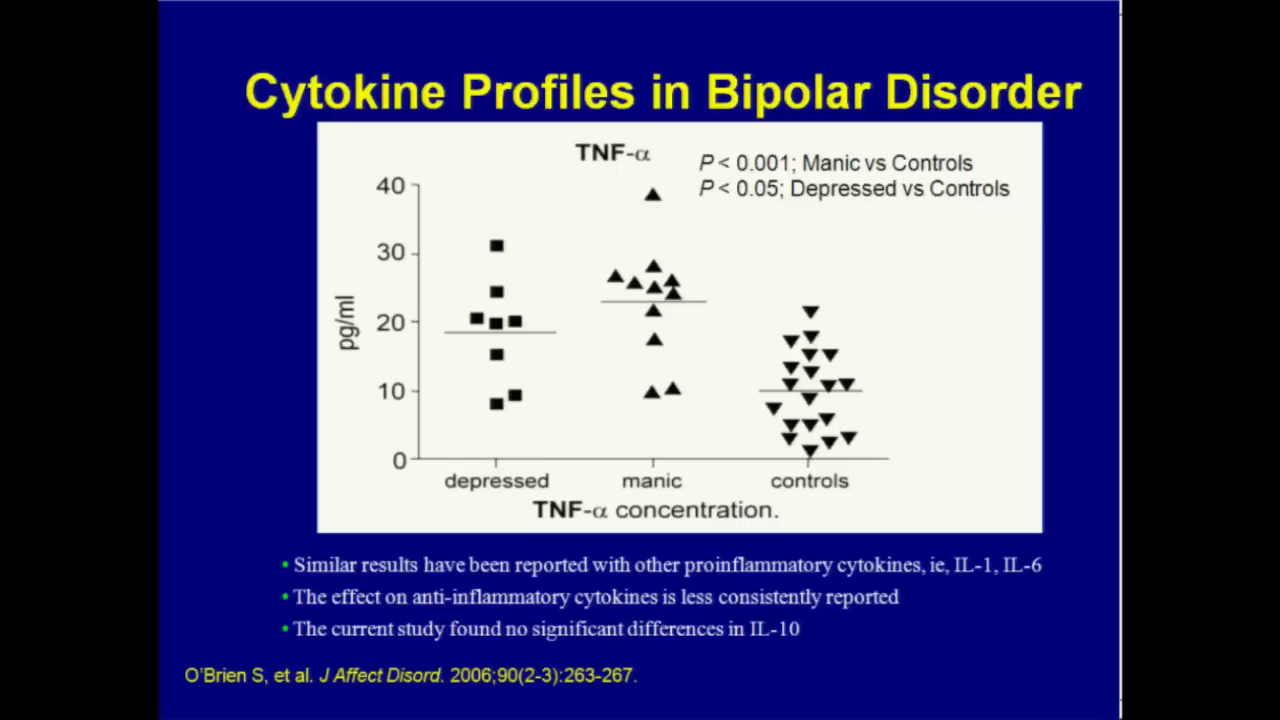 Cytokine Profiles in Bipolar Disorder
TNF-α
P < 0.001; Manic vs Controls
P < 0.05; Depressed vs Controls
40
30
20
10
0
pg/ml
depressed manic controls
TNF-α concentration.
• Similar results have been reported with other proinflammatory cytokines, ie, IL-1, IL-6
• The effect on anti-inflammatory cytokines is less consistently reported
• The current study found no significant differences in IL-10
O'Brien S, et al. J Affect Disord. 2006;90(2-3):263-267.